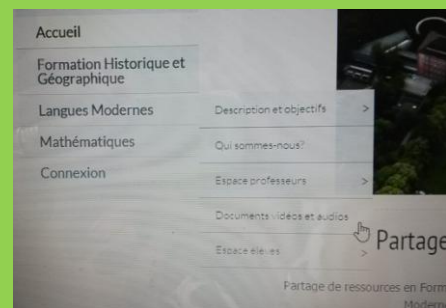 Accueil
Formation Historique et
Géographique
Langues Modernes
Mathématiques
Connexion
Description et objectifs >
Qui sommes-nous?
Espace professeurs >
Documents vidéos et audios
Espace élèves >
Partage
Partage de ressources en Form
Moderne